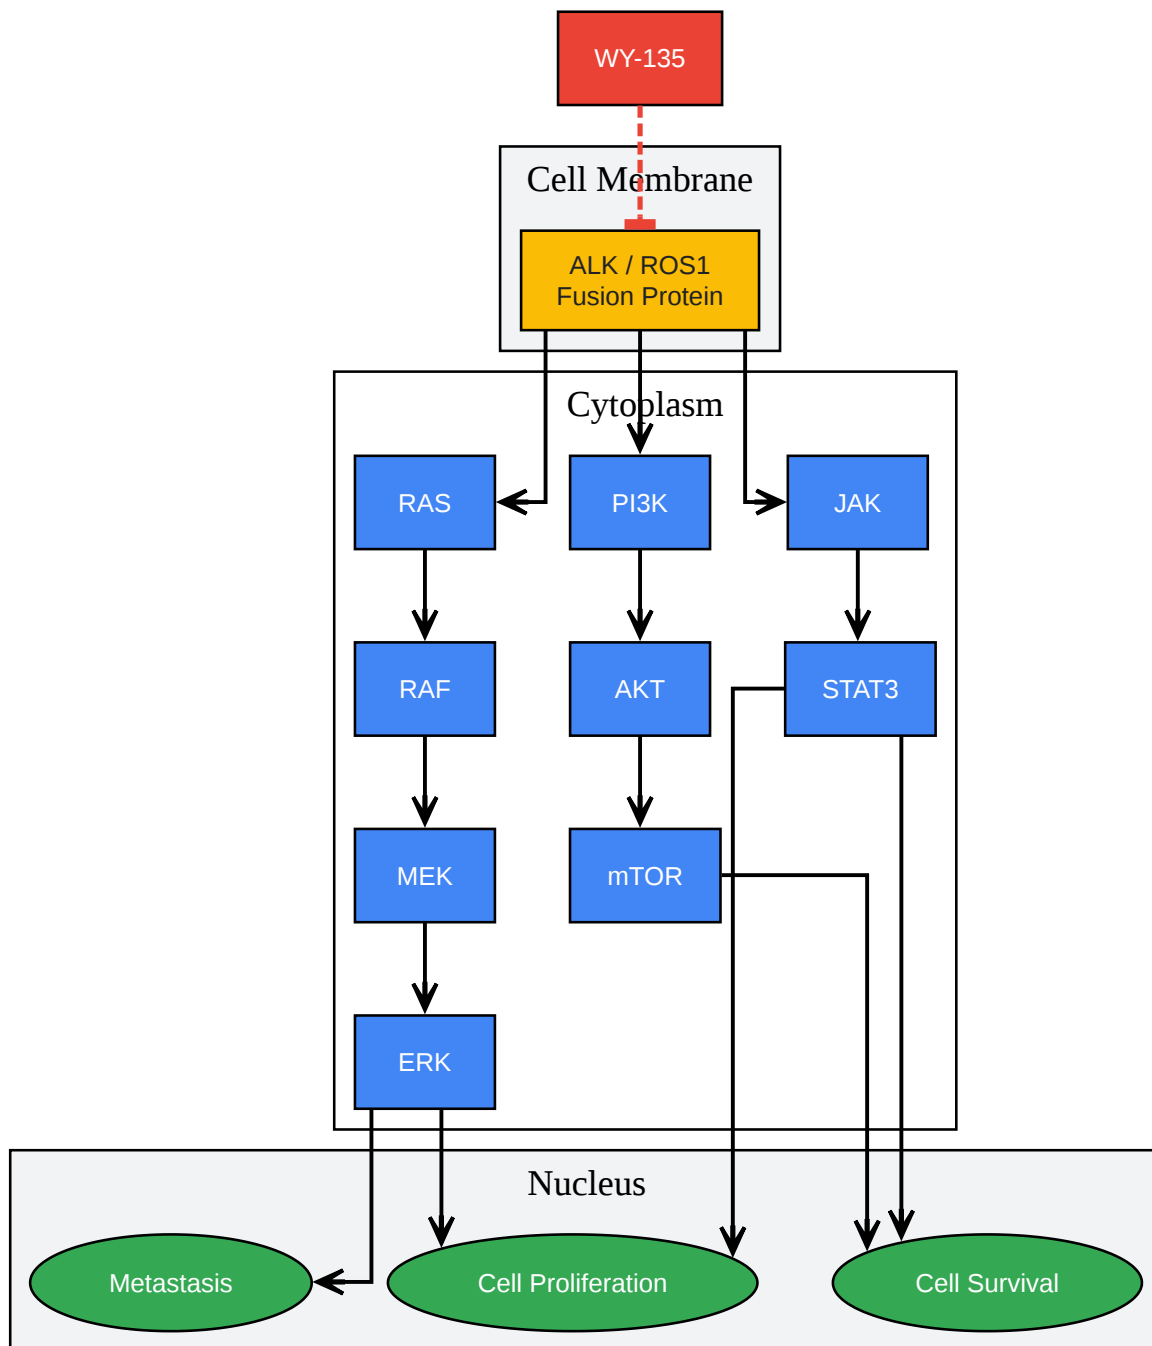 WY-135
Cell Membrane
ALK / ROS1
Fusion Protein
Cytoplasm
RAS
PI3K
JAK
RAF
AKT
STAT3
MEK
mTOR
ERK
Nucleus
Metastasis
Cell Proliferation
Cell Survival